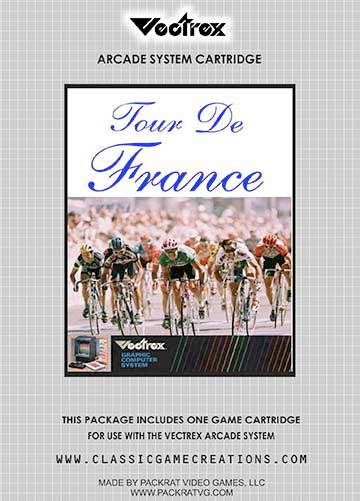 Vectrex
ARCADE SYSTEM CARTRIDGE
Tour De
France
Vectrex
GRAPHIC
COMPUTER
SYSTEM
THIS PACKAGE INCLUDES ONE GAME CARTRIDGE
FOR USE WITH THE VECTREX ARCADE SYSTEM
WWW.CLASSICGAMECREATIONS.COM
MADE BY PACKRAT VIDEO GAMES, LLC
WWW.PACKRATVG.COM